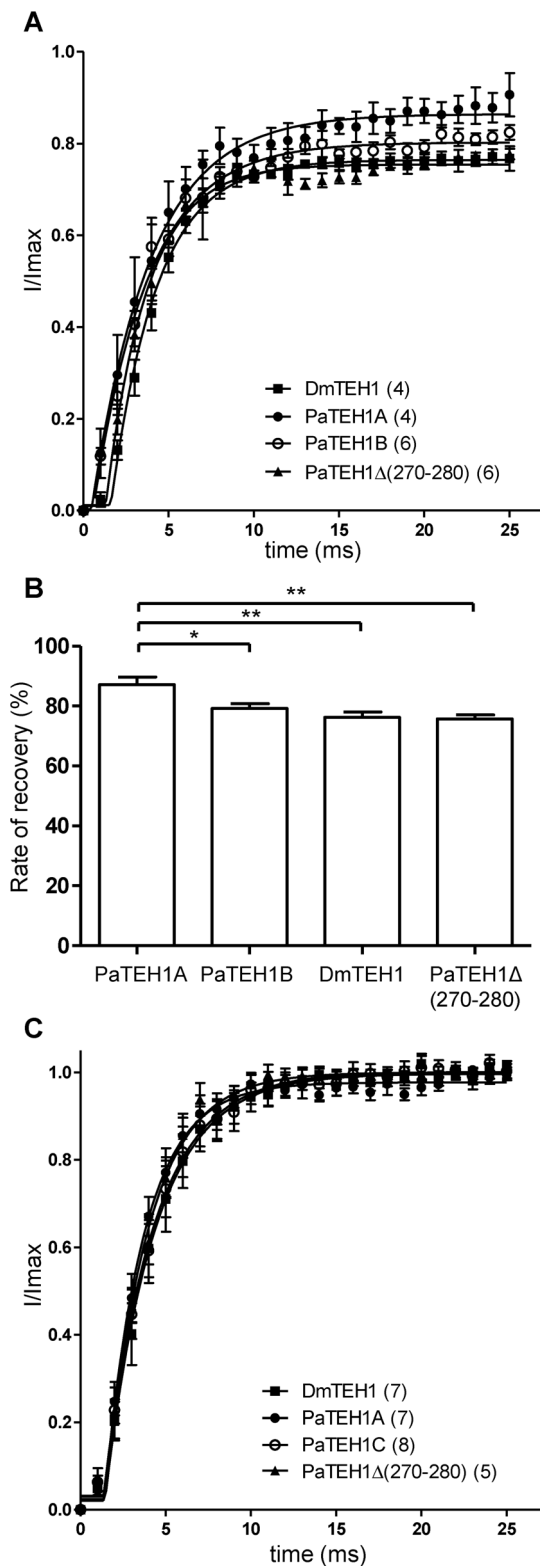 A
I/Imax
1.0
0.8
0.6
0.4
0.2
0.0
DmTEH1 (4)
PaTEH1A (4)
PaTEH1B (6)
PaTEH1Δ(270-280) (6)
0 5 10 15 20 25
time (ms)
B
Rate of recovery (%)
100
80
60
40
20
0
**
**
*
PaTEH1A PaTEH1B DmTEH1 PaTEH1Δ
(270-280)
C
I/Imax
1.0
0.8
0.6
0.4
0.2
0.0
DmTEH1 (7)
PaTEH1A (7)
PaTEH1C (8)
PaTEH1Δ(270-280) (5)
0 5 10 15 20 25
time (ms)